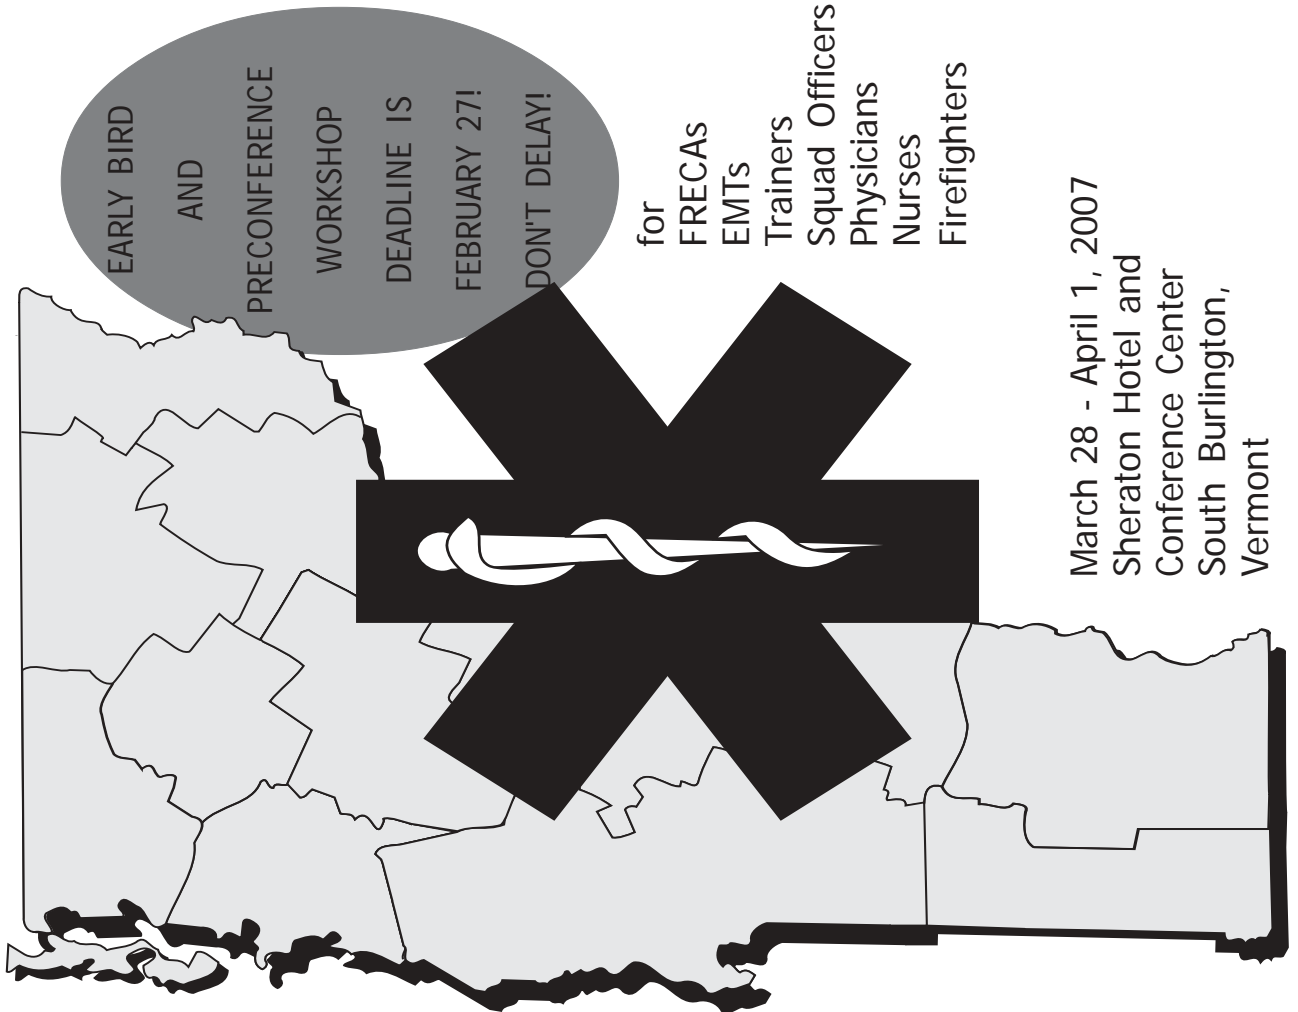 EARLY BIRD
AND
PRECONFERENCE
WORKSHOP
DEADLINE IS
FEBRUARY 27!
DON'T DELAY!
for
FRECAs
EMTs
Trainers
Squad Officers
Physicians
Nurses
Firefighters
March 28 - April 1, 2007
Sheraton Hotel and
Conference Center
South Burlington,
Vermont